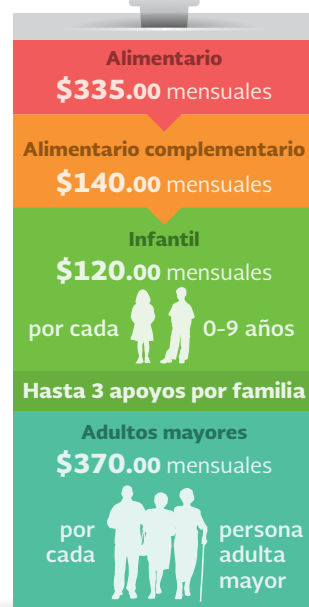 Alimentario
$335.00 mensuales
Alimentario complementario
$140.00 mensuales
Infantil
$120.00 mensuales
por cada 0-9 años
Hasta 3 apoyos por familia
Adultos mayores
$370.00 mensuales
por cada
persona adulta mayor